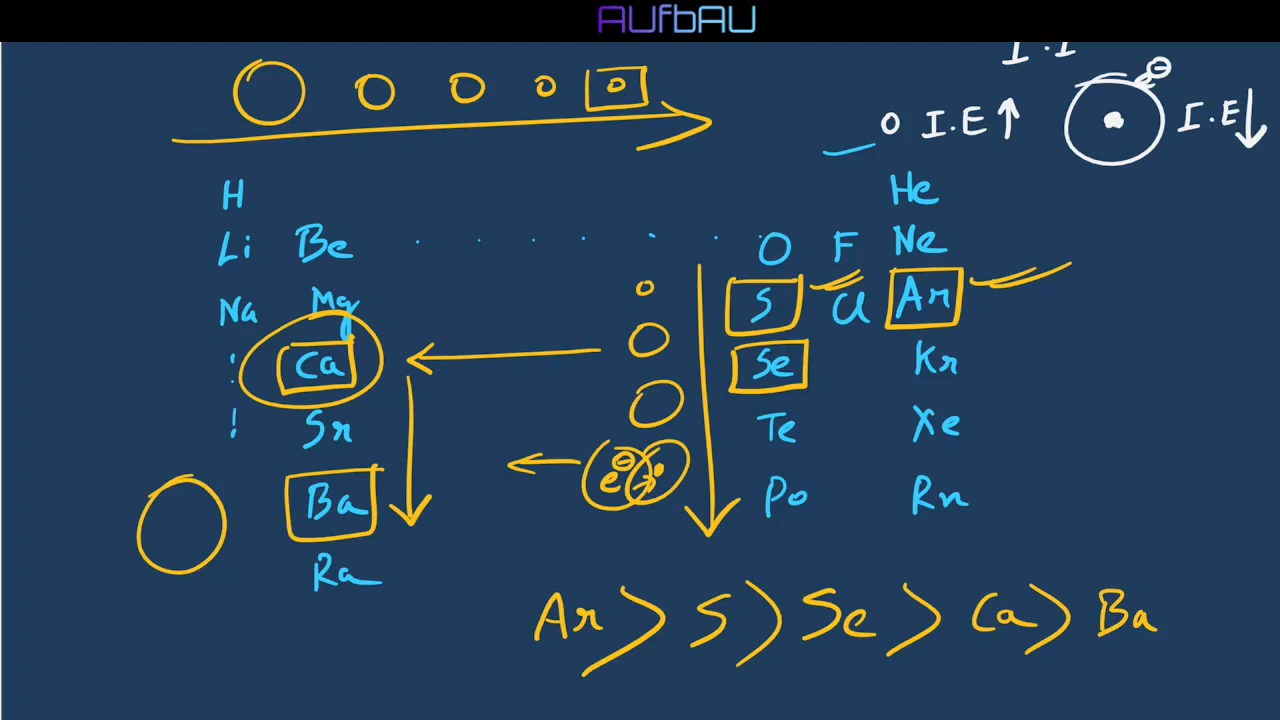 AUFBAU
I.I
o I.E ↑ ⊖ I.E ↓
H He
Li Be . . . . . . . O F Ne
Na Mg S Cl Ar
! Ca Se Kr
! Sr Te Xe
Ba e⊖ Po Rn
Ra
Ar > S > Se > Ca > Ba